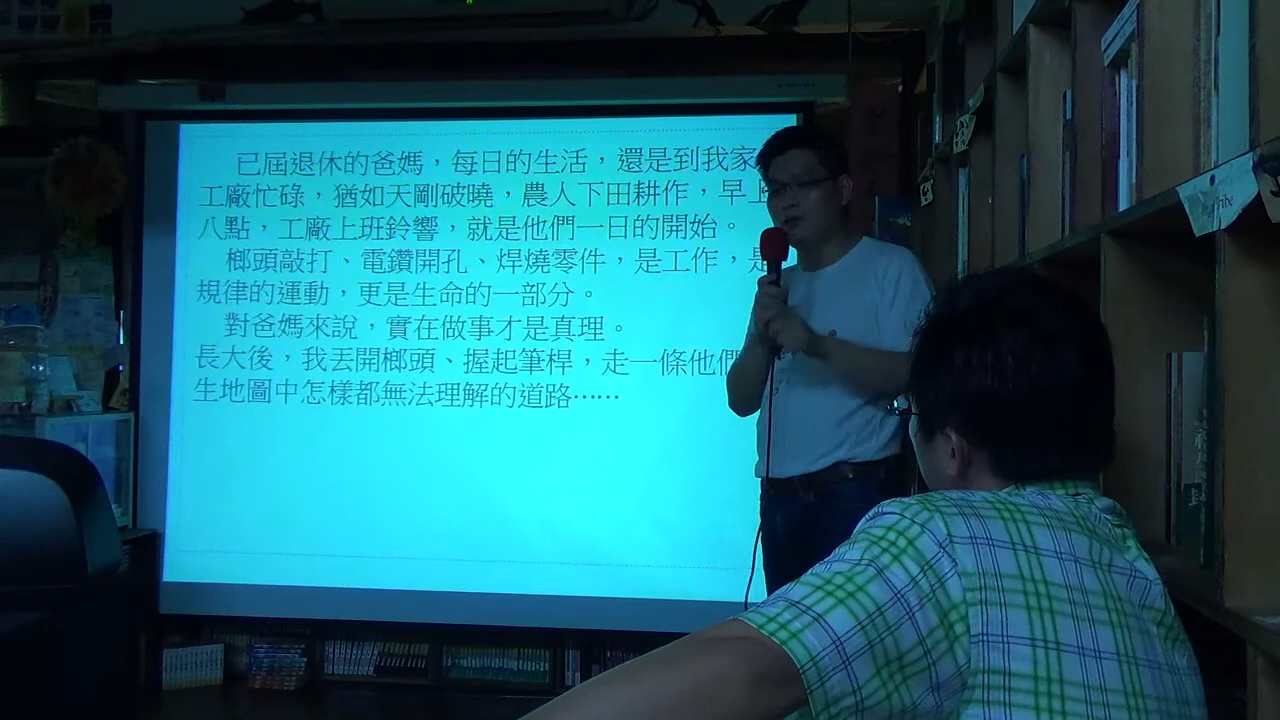 已屆退休的爸媽，每日的生活，還是到我家
工廠忙碌，猶如天剛破曉，農人下田耕作，早上
八點，工廠上班鈴響，就是他們一日的開始。
榔頭敲打、電鑽開孔、焊燒零件，是工作，是
規律的運動，更是生命的一部分。
對爸媽來說，實在做事才是真理。
長大後，我丟開榔頭、握起筆桿，走一條他們
生地圖中怎樣都無法理解的道路……